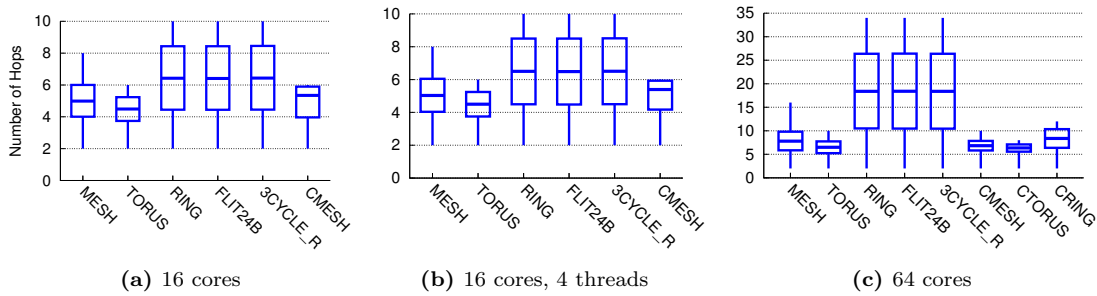 Number of Hops
10
8
6
4
2
0
MESH
TORUS
RING
FLIT24B
3CYCLE_R
CMESH
(a) 16 cores
10
8
6
4
2
0
MESH
TORUS
RING
FLIT24B
3CYCLE_R
CMESH
(b) 16 cores, 4 threads
35
30
25
20
15
10
5
0
MESH
TORUS
RING
FLIT24B
3CYCLE_R
CMESH
CTORUS
CRING
(c) 64 cores